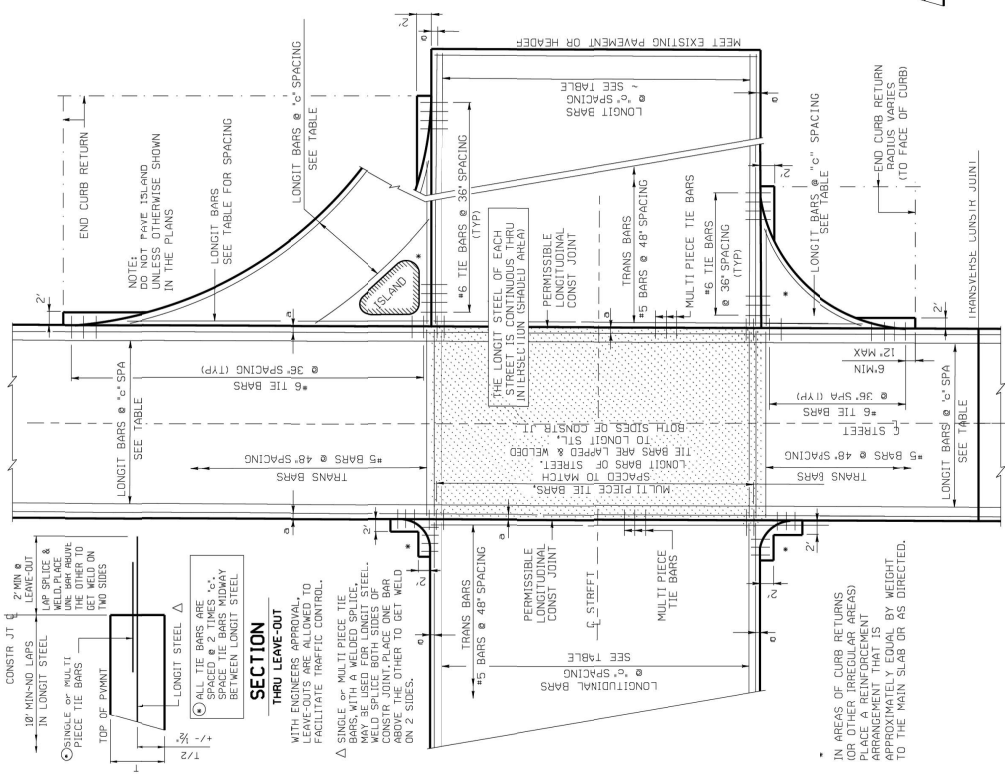 END CURB RETURN
NOTE:
DO NOT PAVE ISLAND
UNLESS OTHERWISE SHOWN
IN THE PLANS
LONGIT BARS
SEE TABLE FOR SPACING
LONGIT BARS @ "c" SPACING
SEE TABLE
2'
a
MEET EXISTING PAVEMENT OR HEADER
LONGIT BARS
@ "c" SPACING
~ SEE TABLE
#6 TIE BARS @ 36" SPACING
(TYP)
ISLAND
*
TRANS BARS
#5 BARS @ 48" SPACING
PERMISSIBLE
LONGITUDINAL
CONST JOINT
MULTI PIECE TIE BARS
#6 TIE BARS
@ 36" SPACING
(TYP)
LONGIT BARS @ "c" SPACING
SEE TABLE
END CURB RETURN
RADIUS VARIES
(TO FACE OF CURB)
TRANSVERSE CONSTR JOINT
2'
2'
a
*
THE LONGIT STEEL OF EACH
STREET IS CONTINUOUS THRU
INTERSECTION (SHADED AREA)
2'
a
LONGIT BARS @ "c" SPA
SEE TABLE
#6 TIE BARS
@ 36" SPACING (TYP)
TRANS BARS
#5 BARS @ 48" SPACING
MULTI PIECE TIE BARS,
SPACED TO MATCH
LONGIT BARS OF STREET.
TIE BARS ARE LAPPED & WELDED
TO LONGIT STL,
BOTH SIDES OF CONSTR JT
a
6"MIN
12" MAX
#6 TIE BARS
@ 36" SPA (TYP)
℄ STREET
TRANS BARS
#5 BARS @ 48" SPACING
LONGIT BARS @ "c" SPA
SEE TABLE
a
2'
*
2'
a
TRANS BARS
#5 BARS @ 48" SPACING
PERMISSIBLE
LONGITUDINAL
CONST JOINT
℄ STREET
MULTI PIECE
TIE BARS
LONGITUDINAL BARS
@ "c" SPACING
SEE TABLE
a
2'
*
2'
a
CONSTR JT ℄
10' MIN-NO LAPS
IN LONGIT STEEL
2' MIN @
LEAVE-OUT
LAP SPLICE &
WELD. PLACE
ONE BAR ABOVE
THE OTHER TO
GET WELD ON
TWO SIDES
* SINGLE or MULTI
PIECE TIE BARS
TOP OF PVMNT
LONGIT STEEL △
T
T/2
+/- ½"
* ALL TIE BARS ARE
SPACED @ 2 TIMES "c".
SPACE TIE BARS MIDWAY
BETWEEN LONGIT STEEL
SECTION
THRU LEAVE-OUT
WITH ENGINEERS APPROVAL,
LEAVE-OUTS ARE ALLOWED TO
FACILITATE TRAFFIC CONTROL.
△ SINGLE or MULTI PIECE TIE
BARS, WITH A WELDED SPLICE,
MAY BE USED FOR LONGIT STEEL.
WELD SPLICE BOTH SIDES OF
CONSTR JOINT. PLACE ONE BAR
ABOVE THE OTHER TO GET WELD
ON 2 SIDES.
* IN AREAS OF CURB RETURNS
(OR OTHER IRREGULAR AREAS)
PLACE A REINFORCEMENT
ARRANGEMENT THAT IS
APPROXIMATELY EQUAL BY WEIGHT
TO THE MAIN SLAB OR AS DIRECTED.